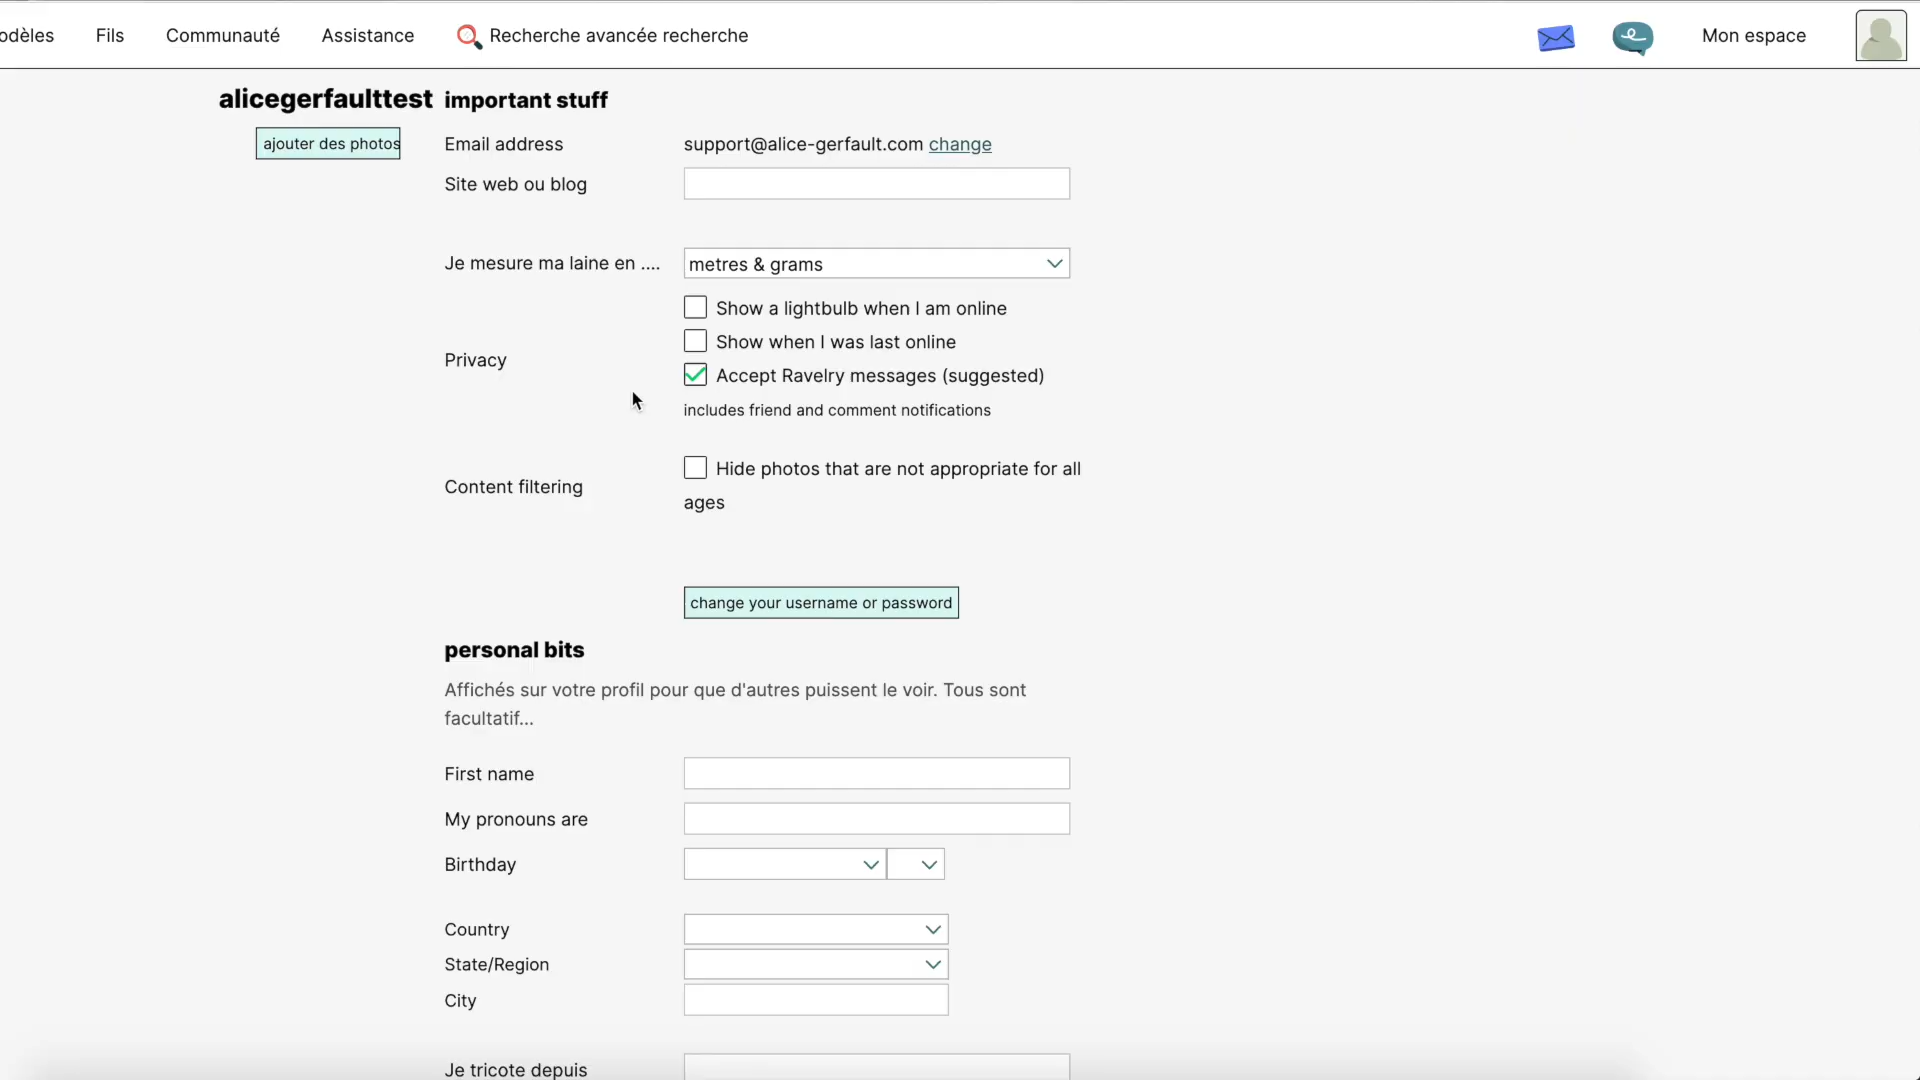 odèles Fils Communauté Assistance Recherche avancée recherche Mon espace
alicegerfaulttest
ajouter des photos
important stuff
Email address support@alice-gerfault.com change
Site web ou blog
Je mesure ma laine en .... metres & grams
Privacy
Show a lightbulb when I am online
Show when I was last online
Accept Ravelry messages (suggested)
includes friend and comment notifications
Content filtering
Hide photos that are not appropriate for all
ages
change your username or password
personal bits
Affichés sur votre profil pour que d'autres puissent le voir. Tous sont
facultatif...
First name
My pronouns are
Birthday
Country
State/Region
City
Je tricote depuis